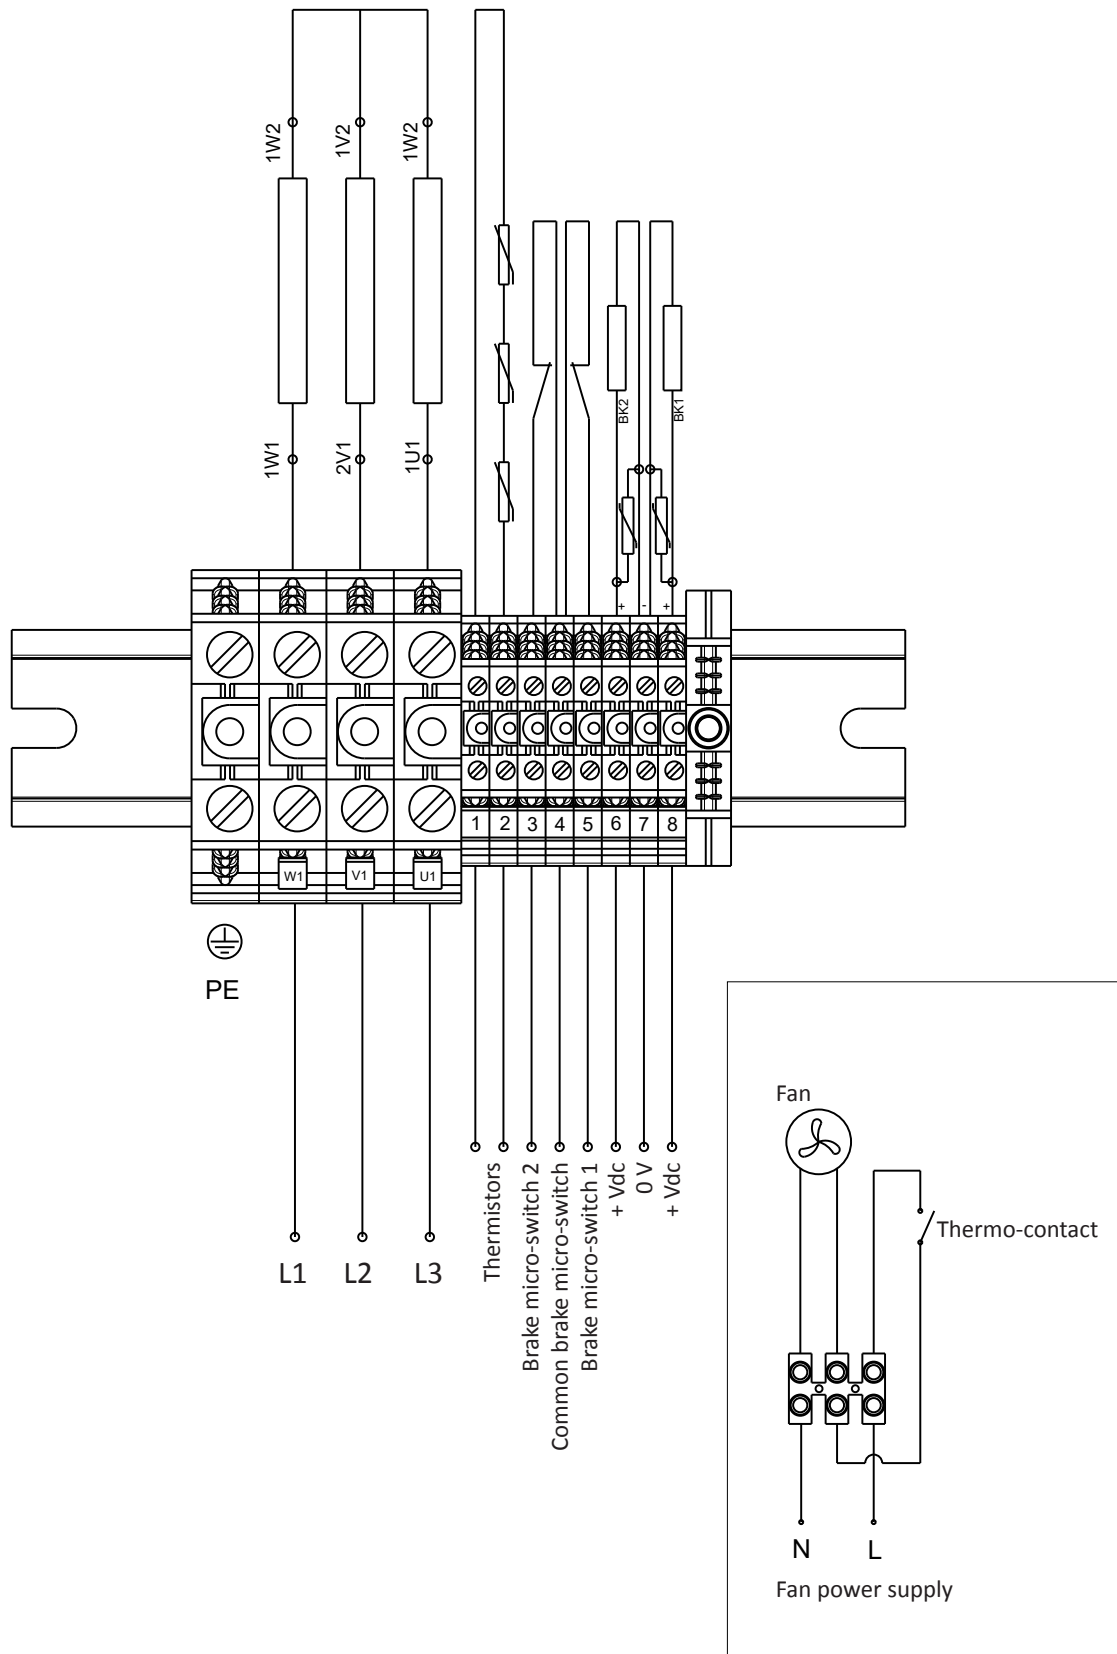 1W2 1V2 1W2
1W1 2V1 1U1
BK2 BK1
+ - +
1 2 3 4 5 6 7 8
W1 V1 U1
PE
L1 L2 L3
Thermistors
Brake micro-switch 2
Common brake micro-switch
Brake micro-switch 1
+ Vdc
0 V
+ Vdc
Fan
Thermo-contact
N L
Fan power supply